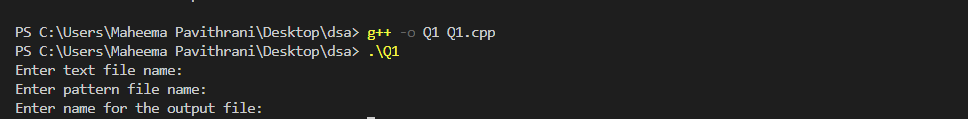 PS C:\Users\Maheema Pavithrani\Desktop\dsa> g++ -o Q1 Q1.cpp
PS C:\Users\Maheema Pavithrani\Desktop\dsa> .\Q1
Enter text file name:
Enter pattern file name:
Enter name for the output file: